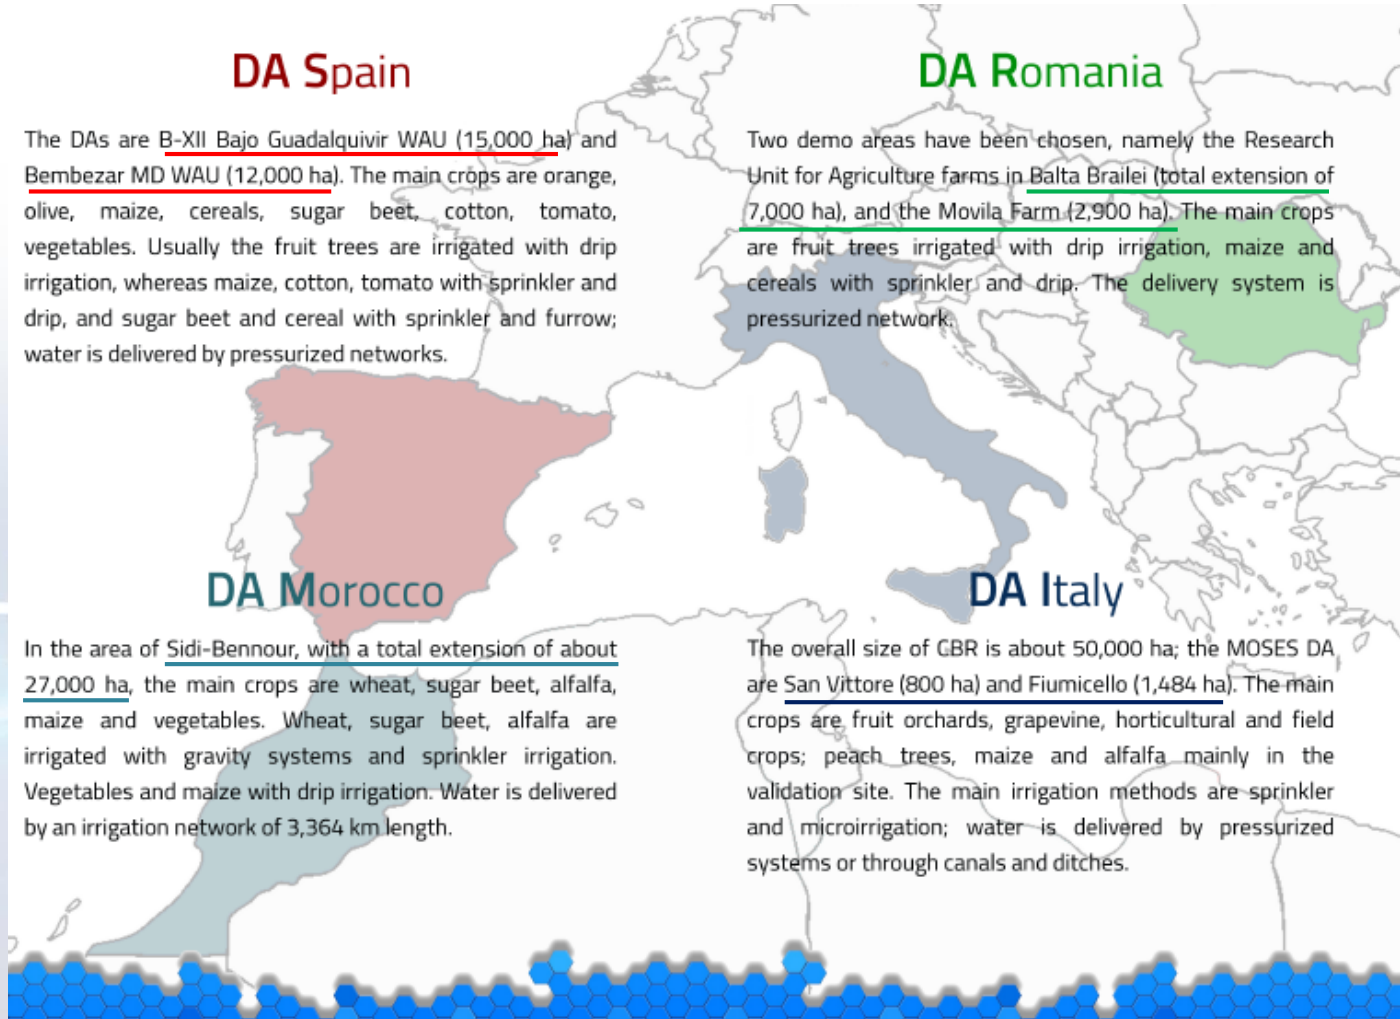 DA Spain
The DAs are B-XII Bajo Guadalquivir WAU (15,000 ha) and
Bembezar MD WAU (12,000 ha). The main crops are orange,
olive, maize, cereals, sugar beet, cotton, tomato,
vegetables. Usually the fruit trees are irrigated with drip
irrigation, whereas maize, cotton, tomato with sprinkler and
drip, and sugar beet and cereal with sprinkler and furrow;
water is delivered by pressurized networks.
DA Romania
Two demo areas have been chosen, namely the Research
Unit for Agriculture farms in Balta Brailei (total extension of
7,000 ha), and the Movila Farm (2,900 ha). The main crops
are fruit trees irrigated with drip irrigation, maize and
cereals with sprinkler and drip. The delivery system is
pressurized network.
DA Morocco
In the area of Sidi-Bennour, with a total extension of about
27,000 ha, the main crops are wheat, sugar beet, alfalfa,
maize and vegetables. Wheat, sugar beet, alfalfa are
irrigated with gravity systems and sprinkler irrigation.
Vegetables and maize with drip irrigation. Water is delivered
by an irrigation network of 3,364 km length.
DA Italy
The overall size of CBR is about 50,000 ha; the MOSES DA
are San Vittore (800 ha) and Fiumicello (1,484 ha). The main
crops are fruit orchards, grapevine, horticultural and field
crops; peach trees, maize and alfalfa mainly in the
validation site. The main irrigation methods are sprinkler
and microirrigation; water is delivered by pressurized
systems or through canals and ditches.